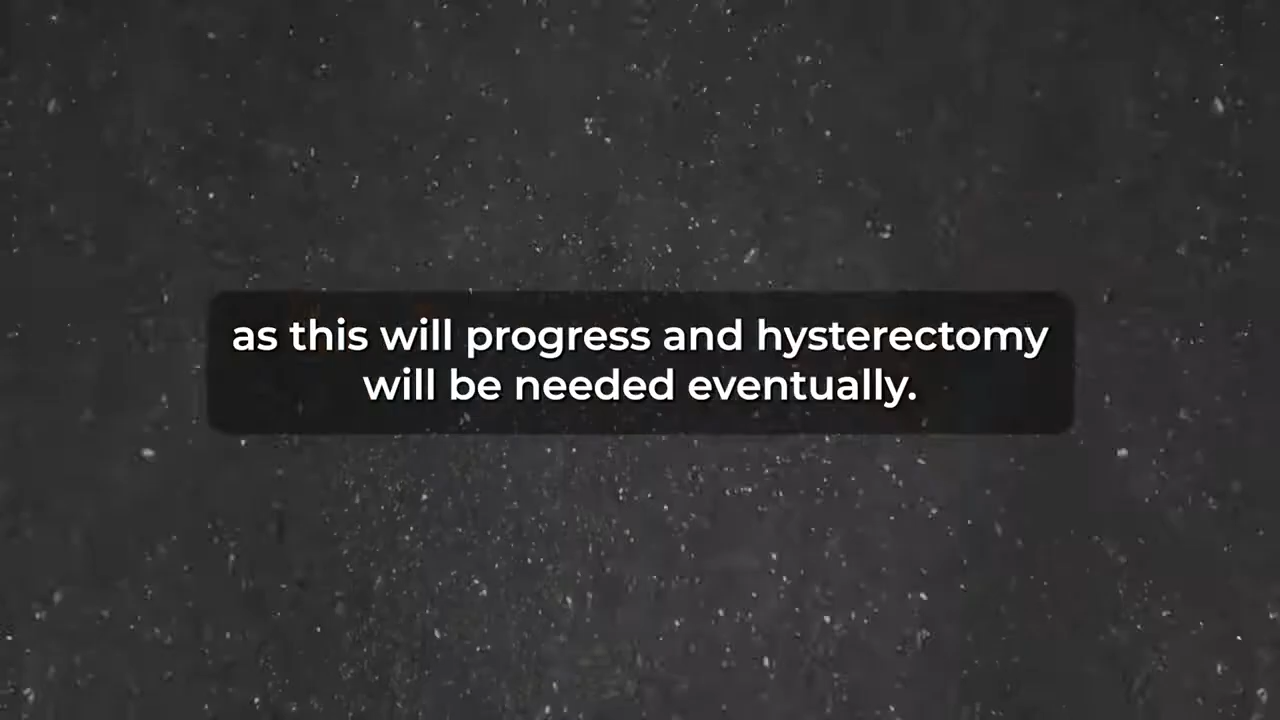 as this will progress and hysterectomy
will be needed eventually.